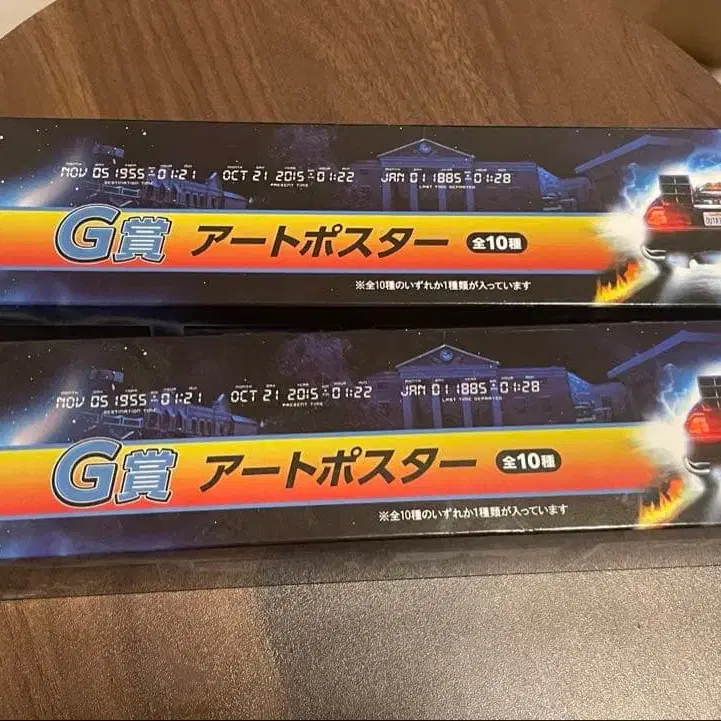 NOV 05 1955 01:21 OCT 21 2015 01:22 JAN 01 1885 01:28
DESTINATION TIME PRESENT TIME LAST TIME DEPARTED
G賞 アートポスター 全10種
※全10種のいずれか1種類が入っています
NOV 05 1955 01:21 OCT 21 2015 01:22 JAN 01 1885 01:28
DESTINATION TIME PRESENT TIME LAST TIME DEPARTED
G賞 アートポスター 全10種
※全10種のいずれか1種類が入っています